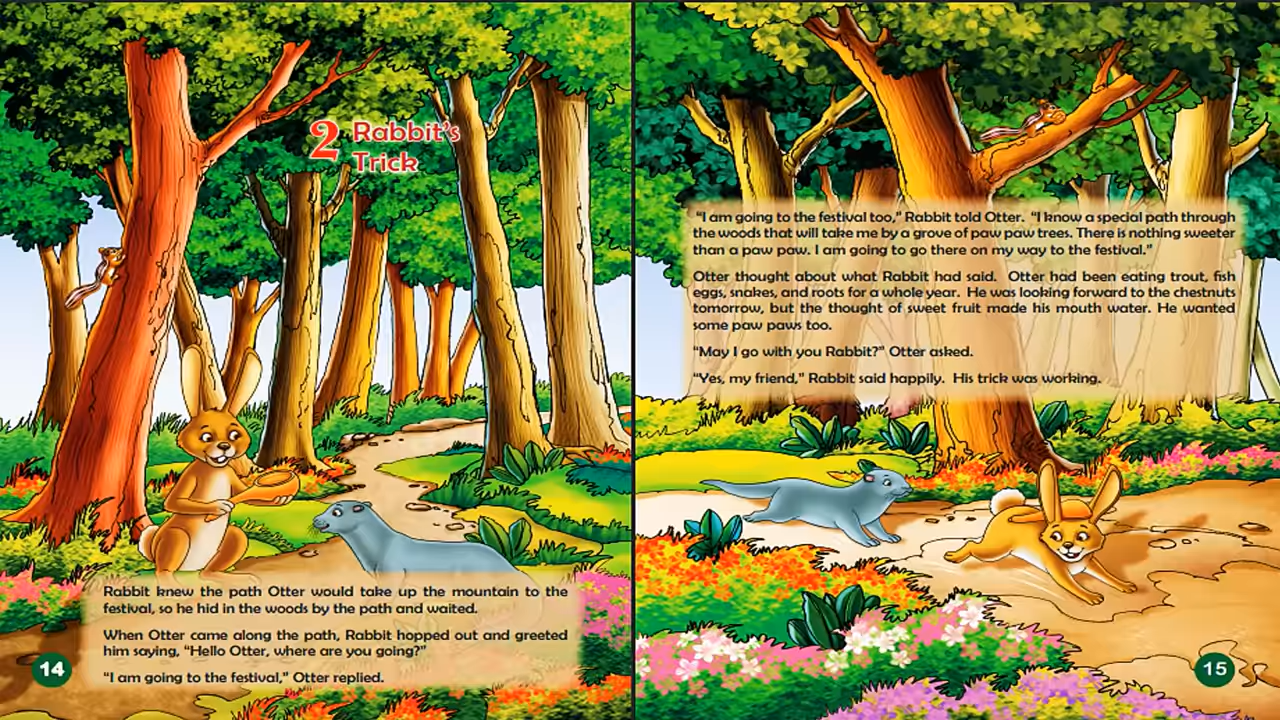 2 Rabbit's
Trick
Rabbit knew the path Otter would take up the mountain to the
festival, so he hid in the woods by the path and waited.
When Otter came along the path, Rabbit hopped out and greeted
him saying, “Hello Otter, where are you going?”
“I am going to the festival,” Otter replied.
14
“I am going to the festival too,” Rabbit told Otter. “I know a special path through
the woods that will take me by a grove of paw paw trees. There is nothing sweeter
than a paw paw. I am going to go there on my way to the festival.”
Otter thought about what Rabbit had said. Otter had been eating trout, fish
eggs, snakes, and roots for a whole year. He was looking forward to the chestnuts
tomorrow, but the thought of sweet fruit made his mouth water. He wanted
some paw paws too.
“May I go with you Rabbit?” Otter asked.
“Yes, my friend,” Rabbit said happily. His trick was working.
15